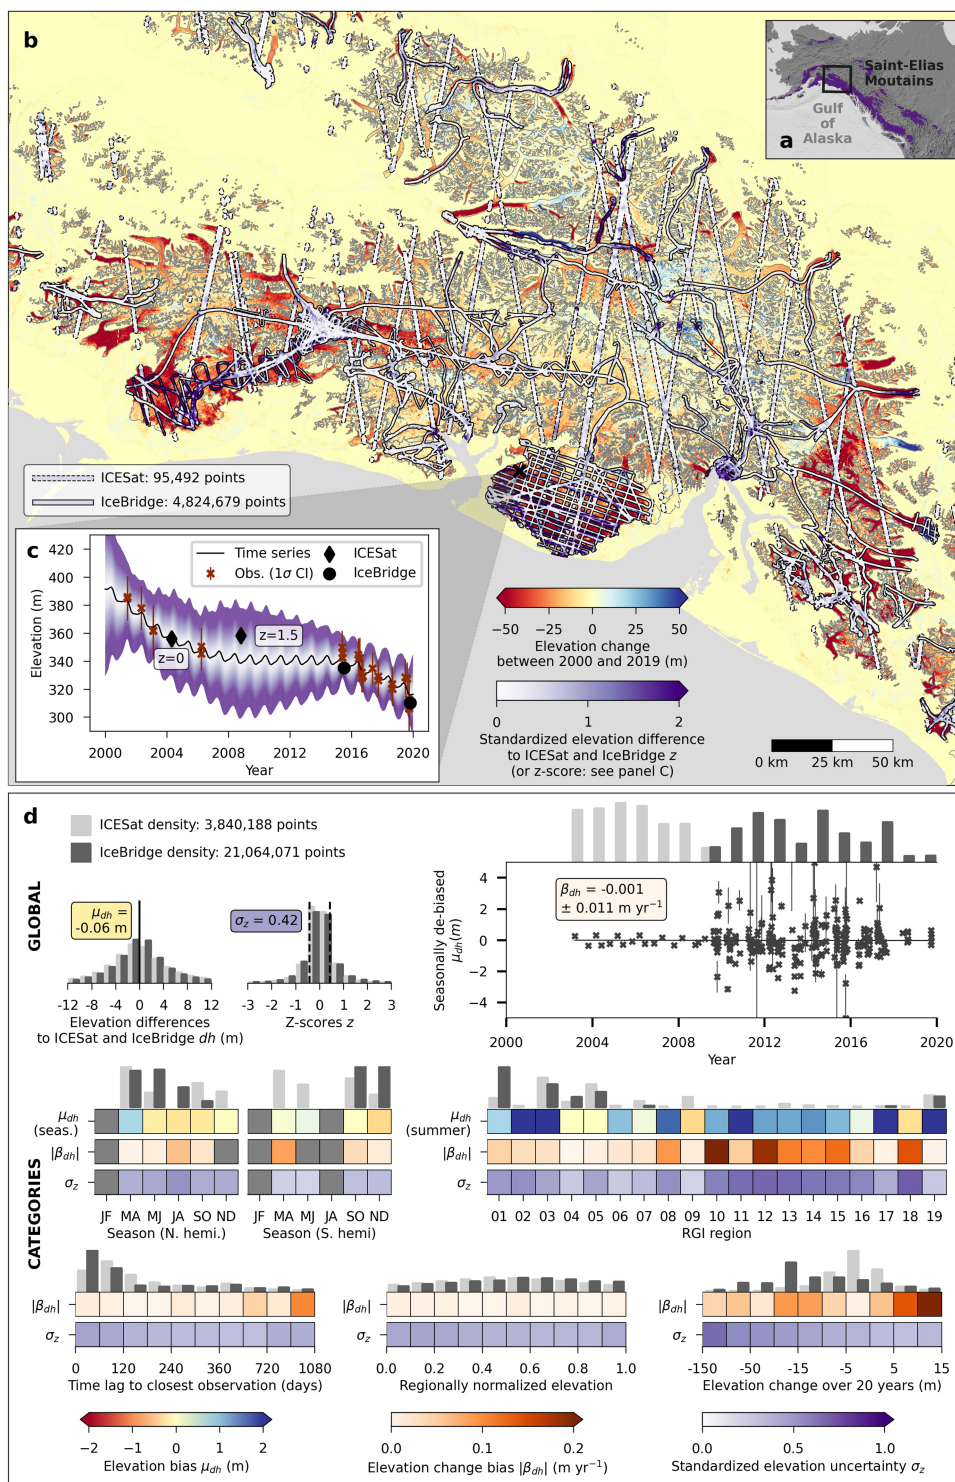 b
Saint-Elias
Moutains
Gulf
of
Alaska
a
ICESat: 95,492 points
IceBridge: 4,824,679 points
c
Time series
Obs. (1σ CI)
ICESat
IceBridge
z=1.5
z=0
Elevation (m)
420
400
380
360
340
320
300
2000
2004
2008
2012
2016
2020
Year
−50
−25
0
25
50
Elevation change
between 2000 and 2019 (m)
0
1
2
Standardized elevation difference
to ICESat and IceBridge z
(or z-score: see panel C)
0 km
25 km
50 km
d
ICESat density: 3,840,188 points
IceBridge density: 21,064,071 points
GLOBAL
μdh =
-0.06 m
-12
-8
-4
0
4
8
12
Elevation differences
to ICESat and IceBridge dh (m)
σz = 0.42
-3
-2
-1
0
1
2
3
Z-scores z
βdh = -0.001
± 0.011 m yr−1
Seasonally de-biased
μdh(m)
4
2
0
−2
−4
2000
2004
2008
2012
2016
2020
Year
CATEGORIES
μdh
(seas.)
|βdh|
σz
JF
MA
MJ
JA
SO
ND
Season (N. hemi.)
JF
MA
MJ
JA
SO
ND
Season (S. hemi)
μdh
(summer)
|βdh|
σz
01
02
03
04
05
06
07
08
09
10
11
12
13
14
15
16
17
18
19
RGI region
|βdh|
σz
0
120
240
360
720
1080
Time lag to closest observation (days)
|βdh|
σz
0.0
0.2
0.4
0.6
0.8
1.0
Regionally normalized elevation
|βdh|
σz
-150
-50
-15
-5
5
15
Elevation change over 20 years (m)
−2
−1
0
1
2
Elevation bias μdh (m)
0.0
0.1
0.2
Elevation change bias |βdh| (m yr−1)
0.0
0.5
1.0
Standardized elevation uncertainty σz